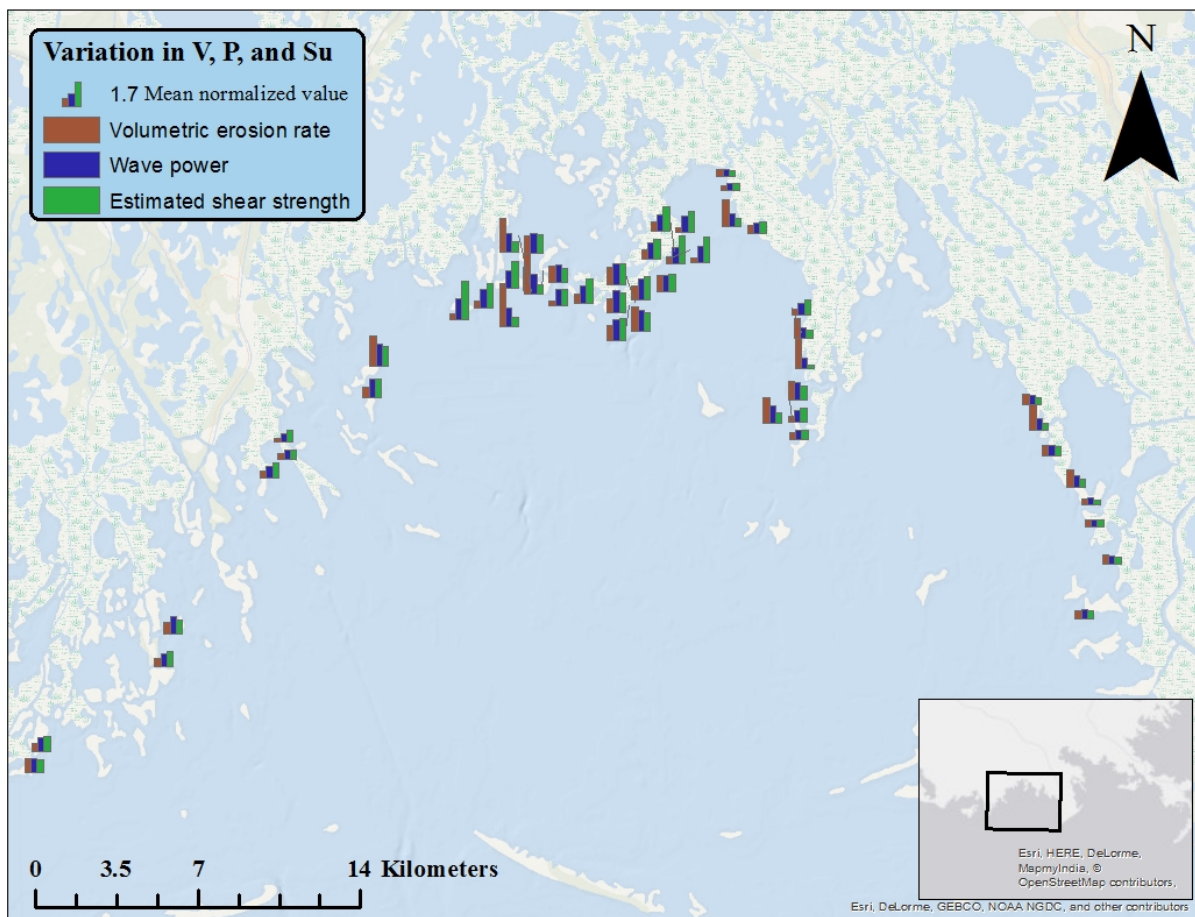 Variation in V, P, and Su
1.7 Mean normalized value
Volumetric erosion rate
Wave power
Estimated shear strength
N
0 3.5 7 14 Kilometers
Esri, HERE, DeLorme,
MapmyIndia, ©
OpenStreetMap contributors,
Esri, DeLorme, GEBCO, NOAA NGDC, and other contributors